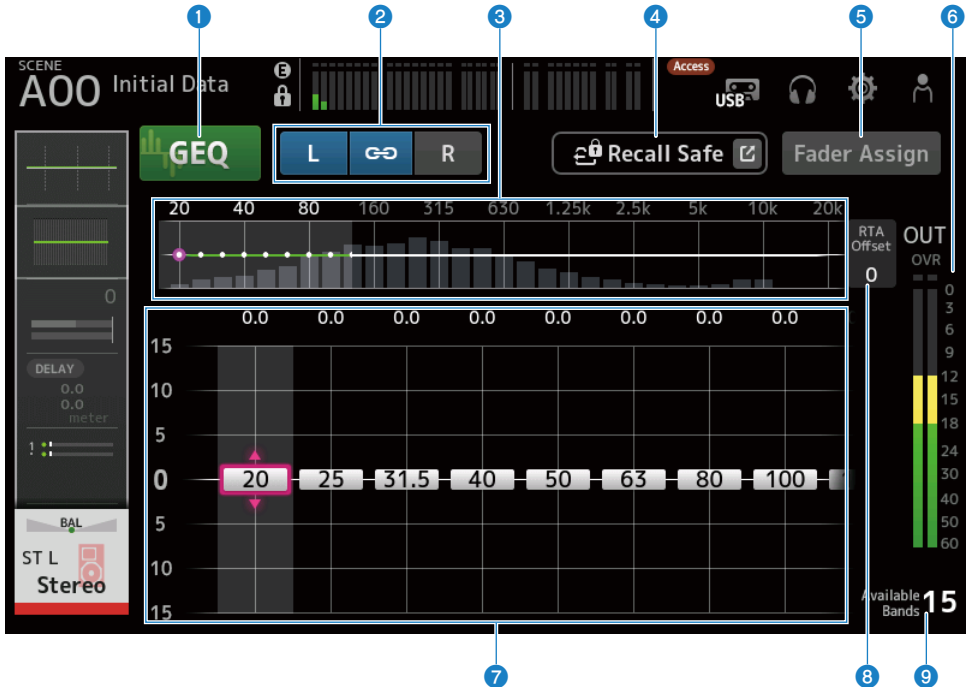 1 2 3 4 5 6
SCENE
A00 Initial Data
E
Access
USB
GEQ
L R
Recall Safe
Fader Assign
20 40 80 160 315 630 1.25k 2.5k 5k 10k 20k
RTA
Offset
0
OUT
OVR
0
3
6
9
12
15
18
24
30
40
50
60
0
DELAY
0.0
0.0
meter
1
BAL
ST L
Stereo
0.0 0.0 0.0 0.0 0.0 0.0 0.0 0.0
15
10
5
0
5
10
15
20 25 31.5 40 50 63 80 100
Available
Bands
15
7 8 9